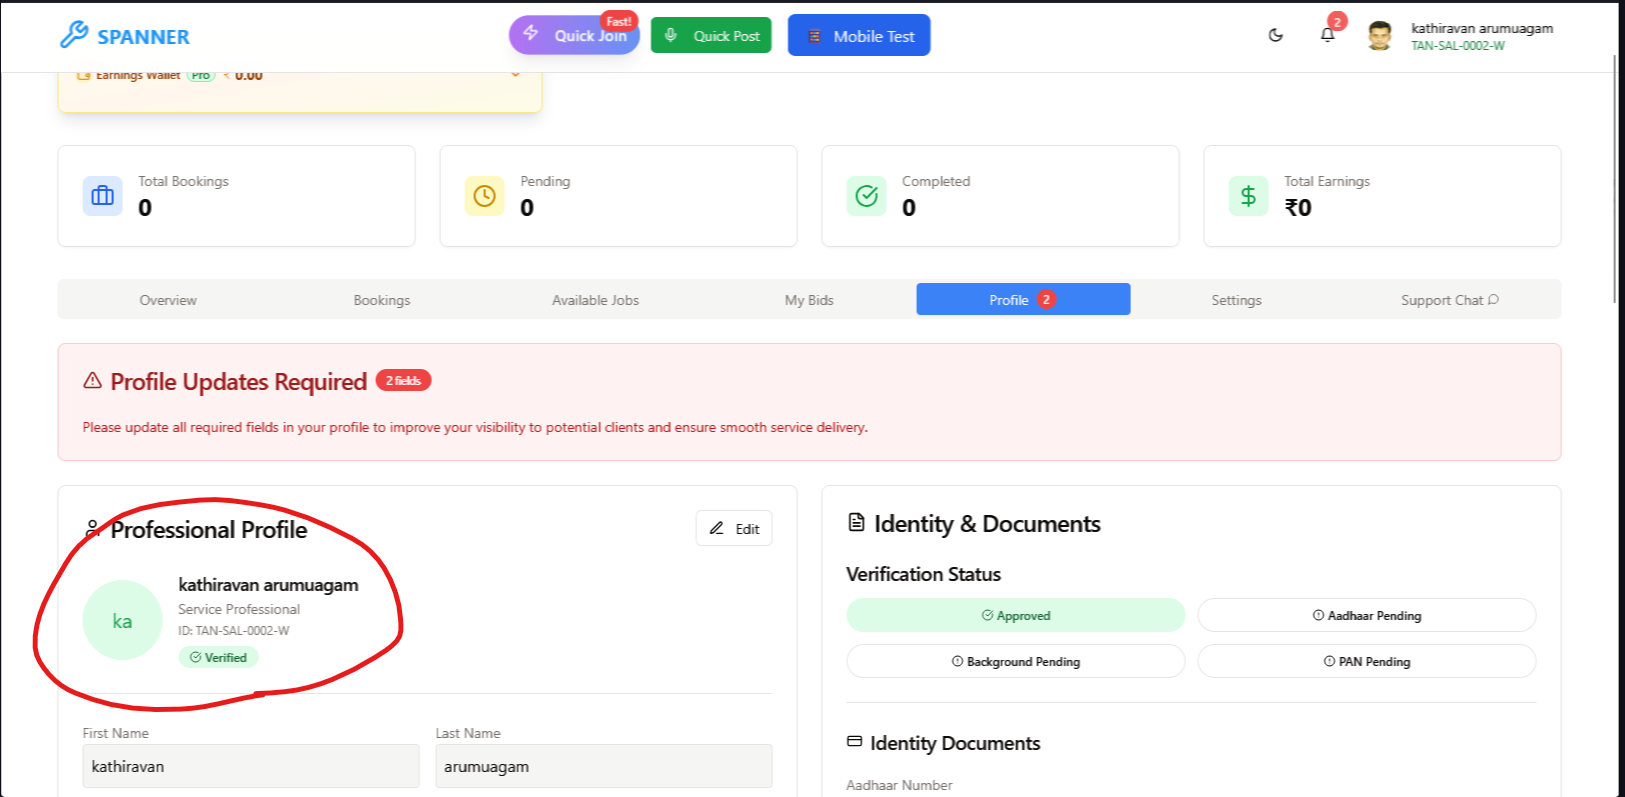 SPANNER
Quick Join
Fast!
Quick Post
Mobile Test
2
kathiravan arumuagam
TAN-SAL-0002-W
Earnings Wallet Pro ₹ 0.00
Total Bookings
0
Pending
0
Completed
0
Total Earnings
₹0
Overview
Bookings
Available Jobs
My Bids
Profile 2
Settings
Support Chat
Profile Updates Required 2 fields
Please update all required fields in your profile to improve your visibility to potential clients and ensure smooth service delivery.
Professional Profile
Edit
ka
kathiravan arumuagam
Service Professional
ID: TAN-SAL-0002-W
Verified
First Name
kathiravan
Last Name
arumuagam
Identity & Documents
Verification Status
Approved
Aadhaar Pending
Background Pending
PAN Pending
Identity Documents
Aadhaar Number